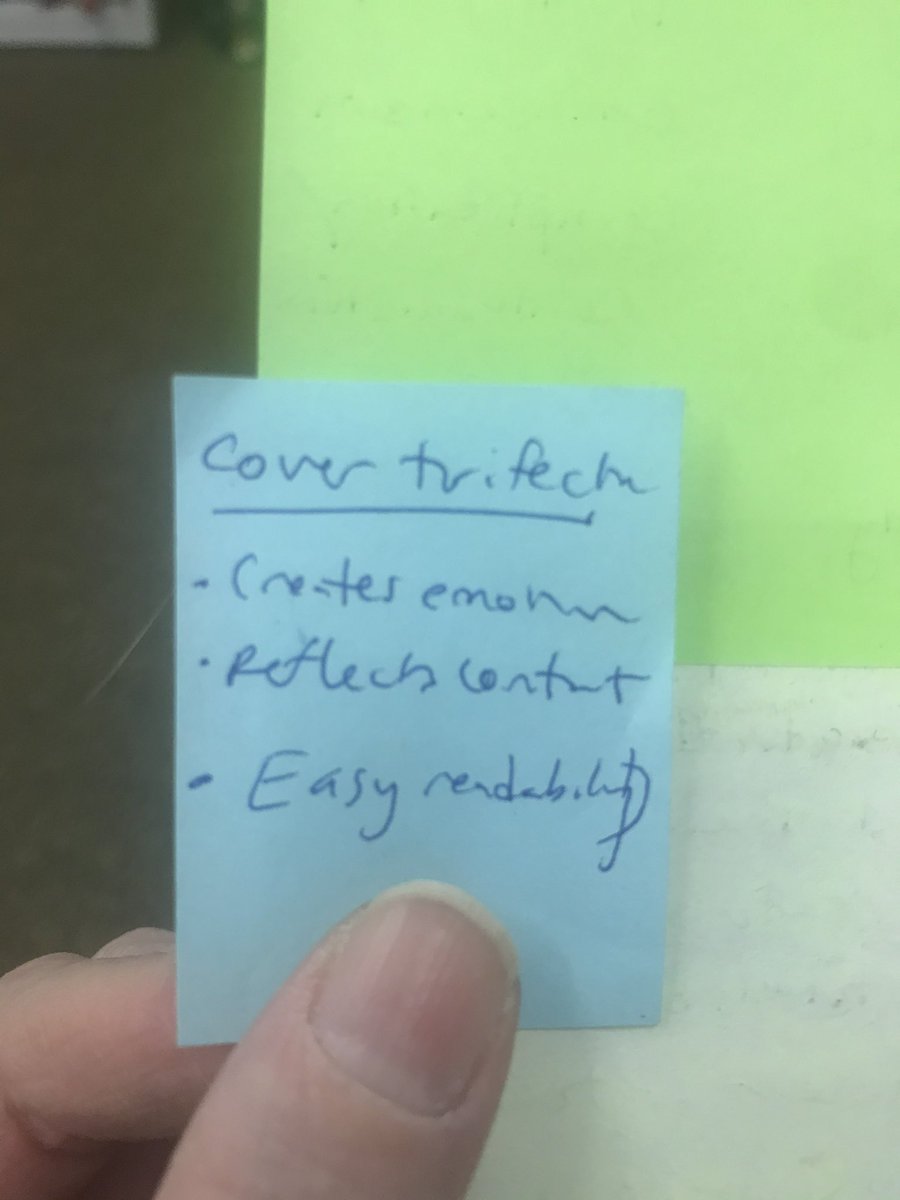 Cover trifecta
• Creates emotion
• Reflects content
• Easy readability